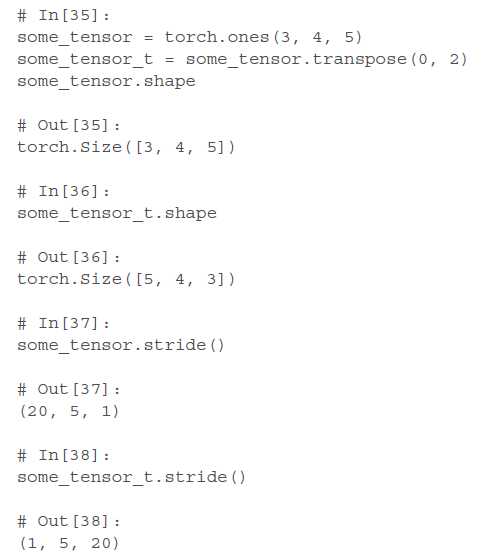 # In[35]:
some_tensor = torch.ones(3, 4, 5)
some_tensor_t = some_tensor.transpose(0, 2)
some_tensor.shape
# Out[35]:
torch.Size([3, 4, 5])
# In[36]:
some_tensor_t.shape
# Out[36]:
torch.Size([5, 4, 3])
# In[37]:
some_tensor.stride()
# Out[37]:
(20, 5, 1)
# In[38]:
some_tensor_t.stride()
# Out[38]:
(1, 5, 20)